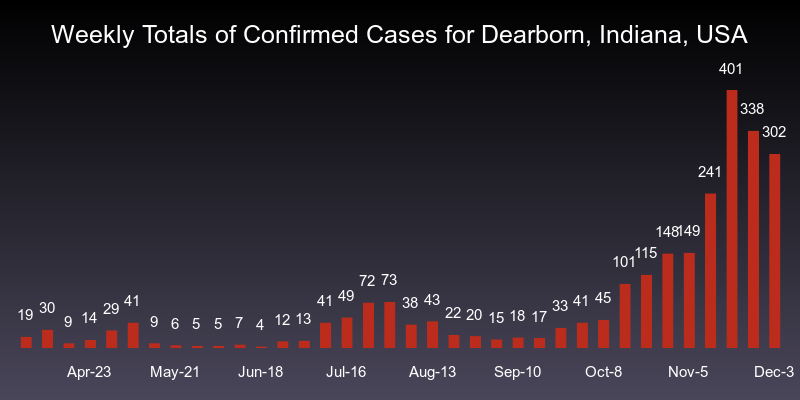 Weekly Totals of Confirmed Cases for Dearborn, Indiana, USA
19 30 9 14 29 41 9 6 5 5 7 4 12 13 41 49 72 73 38 43 22 20 15 18 17 33 41 45 101 115 148 149 241 401 338 302
Apr-23 May-21 Jun-18 Jul-16 Aug-13 Sep-10 Oct-8 Nov-5 Dec-3